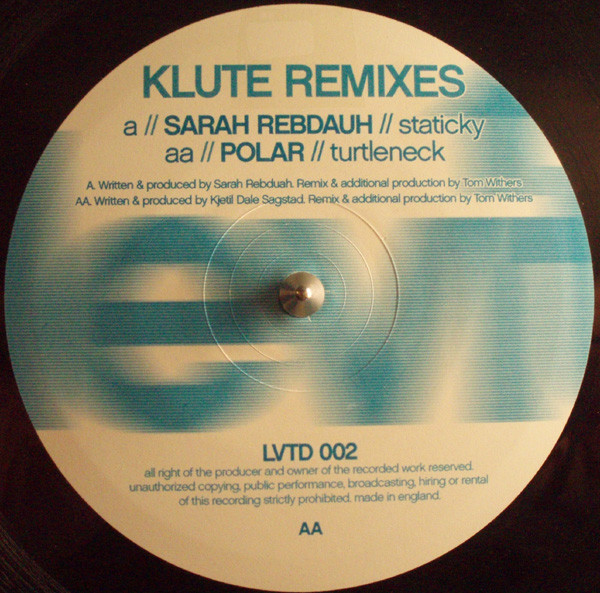 KLUTE REMIXES
a // SARAH REBDAUH // staticky
aa // POLAR // turtleneck
A. Written & produced by Sarah Rebduah. Remix & additional production by Tom Withers
AA. Written & produced by Kjetil Dale Sagstad. Remix & additional production by Tom Withers
LVTD 002
all right of the producer and owner of the recorded work reserved.
unauthorized copying, public performance, broadcasting, hiring or rental
of this recording strictly prohibited. made in england.
AA